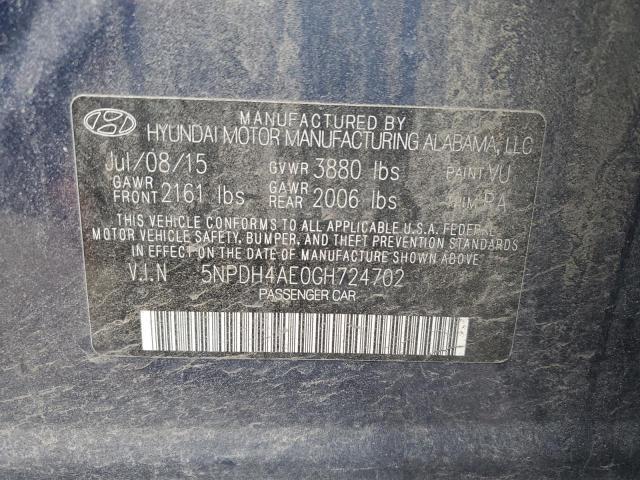 MANUFACTURED BY
HYUNDAI MOTOR MANUFACTURING ALABAMA, LLC
Jul/08/15 GVWR 3880 lbs PAINT VU
GAWR FRONT 2161 lbs GAWR REAR 2006 lbs TRIM RA
THIS VEHICLE CONFORMS TO ALL APPLICABLE U.S.A. FEDERAL
MOTOR VEHICLE SAFETY, BUMPER, AND THEFT PREVENTION STANDARDS
IN EFFECT ON THE DATE OF MANUFACTURE SHOWN ABOVE.
V.I.N 5NPDH4AE0GH724702
PASSENGER CAR